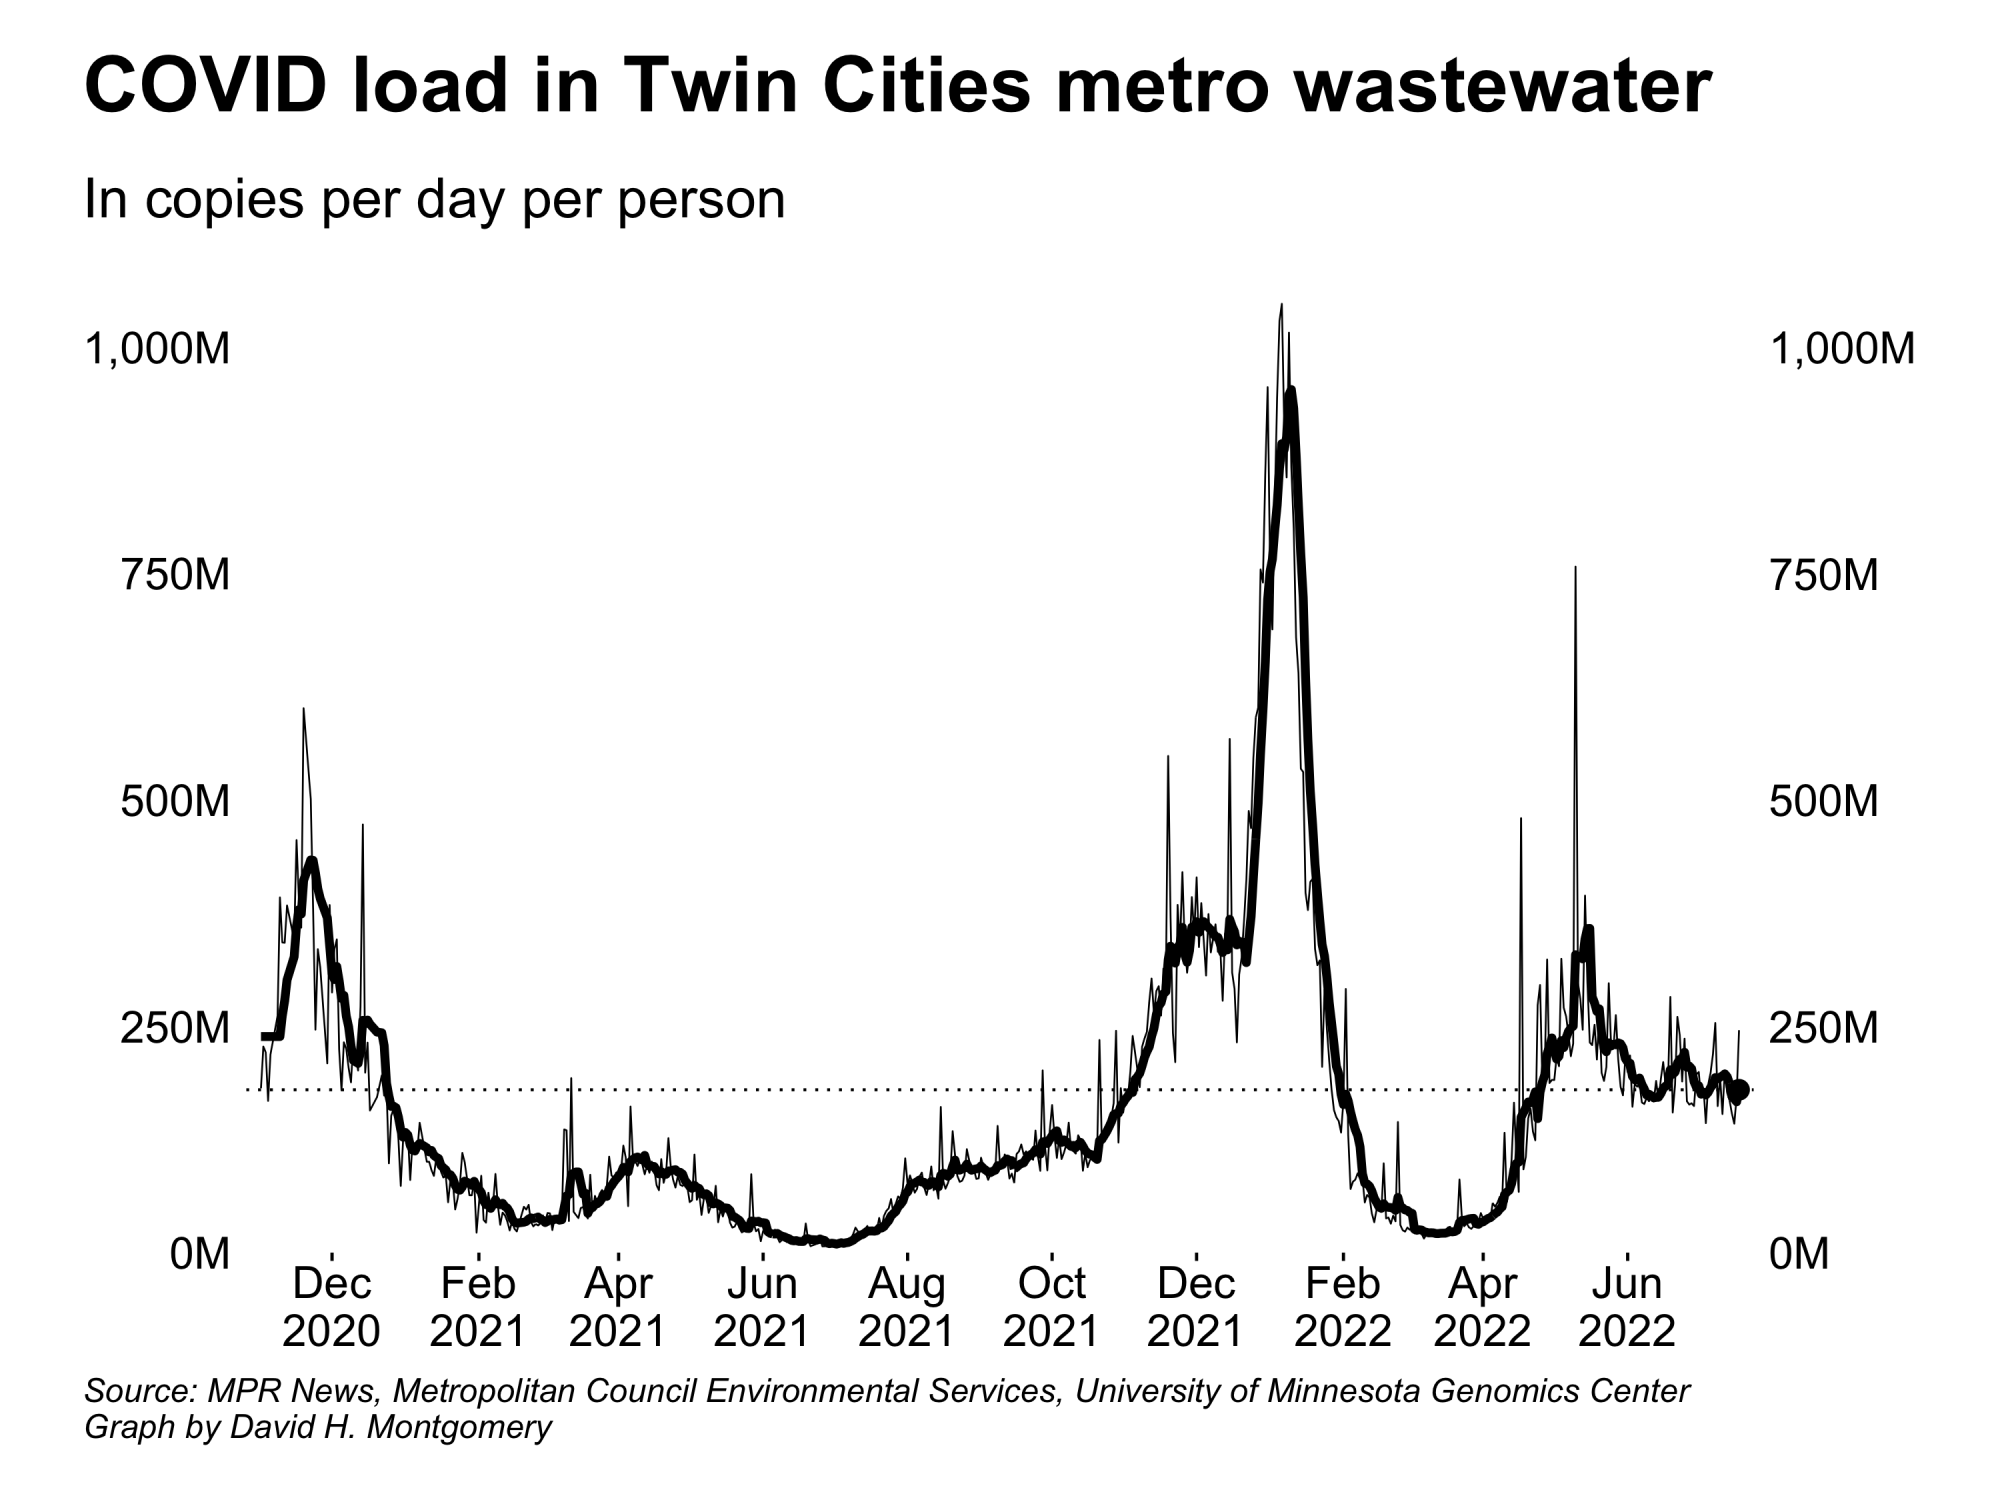 COVID load in Twin Cities metro wastewater
In copies per day per person
1,000M 1,000M
750M 750M
500M 500M
250M 250M
0M 0M
Dec Feb Apr Jun Aug Oct Dec Feb Apr Jun
2020 2021 2021 2021 2021 2021 2021 2022 2022 2022
Source: MPR News, Metropolitan Council Environmental Services, University of Minnesota Genomics Center
Graph by David H. Montgomery